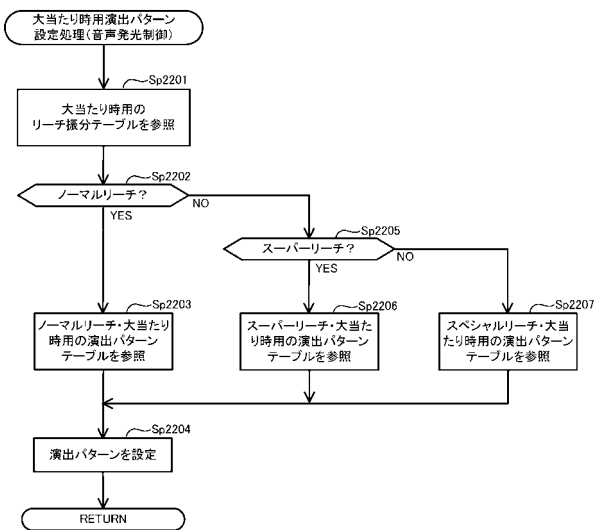 大当たり時用演出パターン
設定処理(音声発光制御)
Sp2201
大当たり時用の
リーチ振分テーブルを参照
Sp2202
ノーマルリーチ？
NO
YES
Sp2205
スーパーリーチ？
NO
YES
Sp2203
ノーマルリーチ・大当たり
時用の演出パターン
テーブルを参照
Sp2206
スーパーリーチ・大当た
り時用の演出パターン
テーブルを参照
Sp2207
スペシャルリーチ・大当
たり時用の演出パターン
テーブルを参照
Sp2204
演出パターンを設定
RETURN